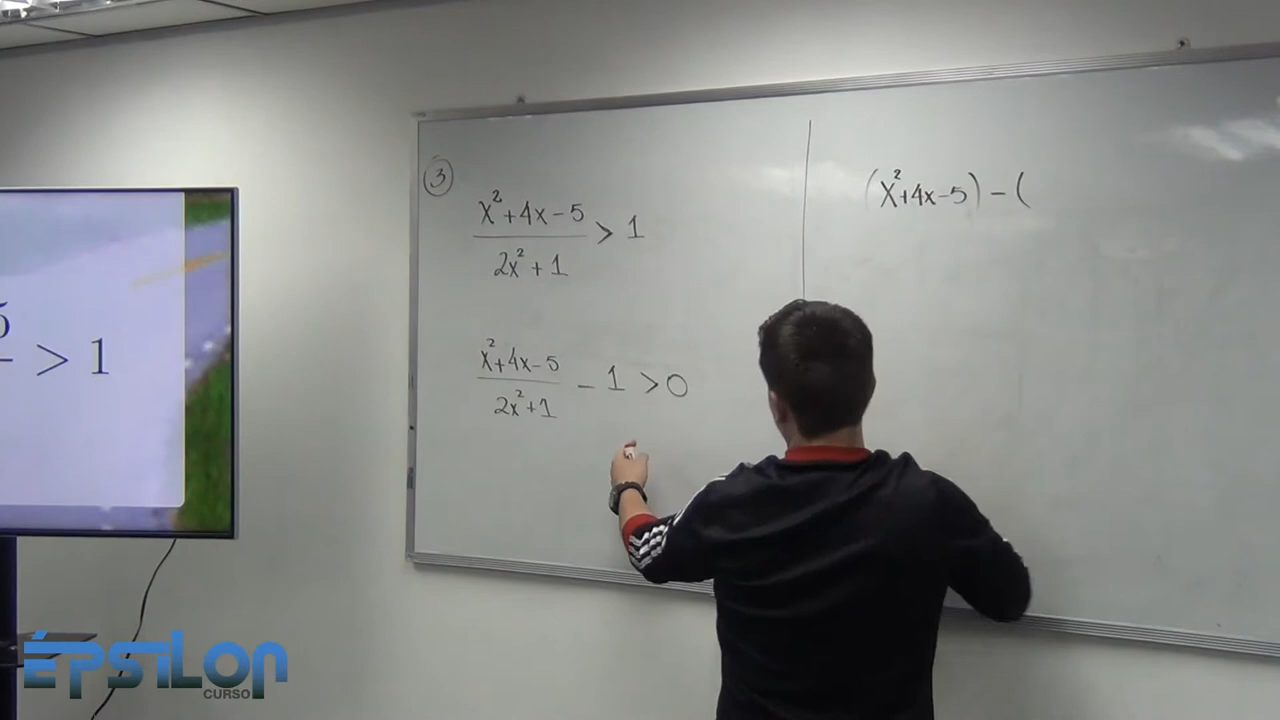 5
> 1
3
x²+4x-5
> 1
2x²+1
x²+4x-5
- 1 > 0
2x²+1
(x²+4x-5) - (
ÉPSILON
CURSO